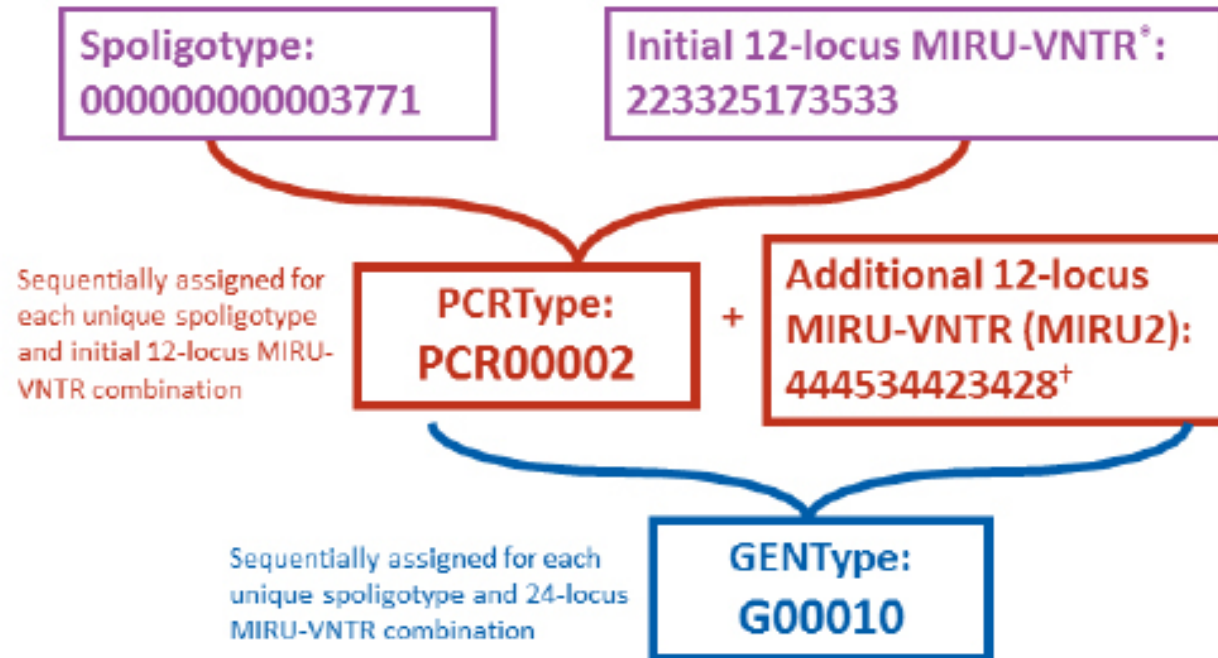 Spoligotype:
000000000003771
Initial 12-locus MIRU-VNTR*:
223325173533
Sequentially assigned for
each unique spoligotype
and initial 12-locus MIRU-
VNTR combination
PCRType:
PCR00002
+
Additional 12-locus
MIRU-VNTR (MIRU2):
444534423428†
Sequentially assigned for each
unique spoligotype and 24-locus
MIRU-VNTR combination
GENType:
G00010